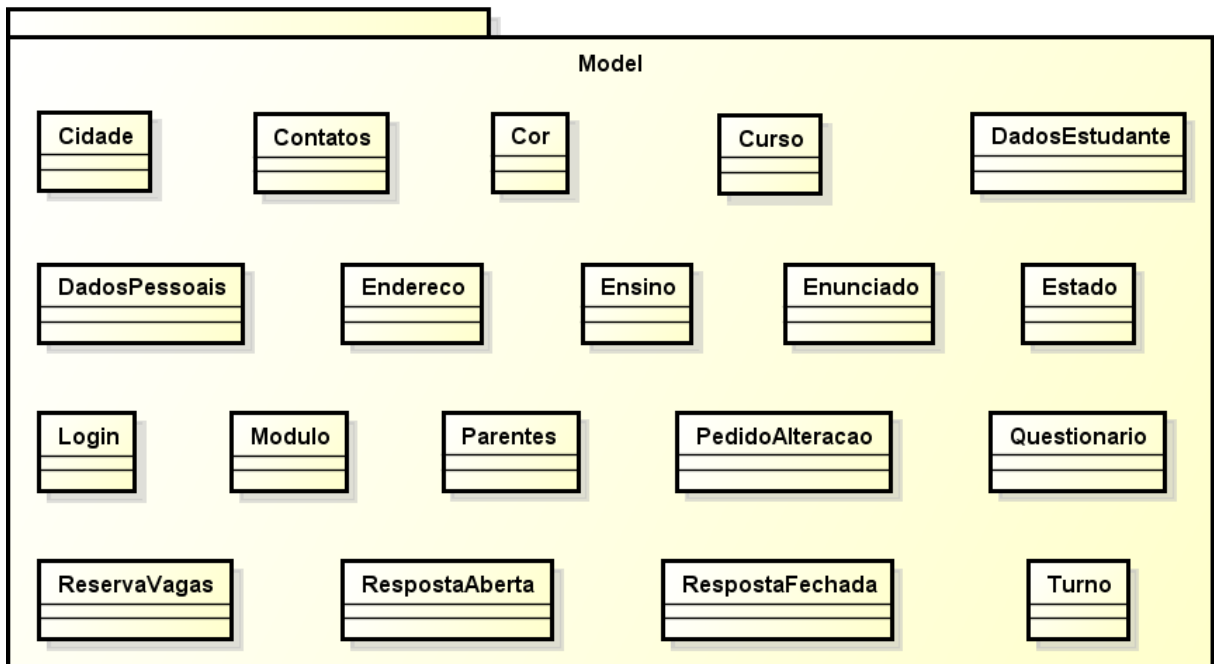 Model
Cidade Contatos Cor Curso DadosEstudante
DadosPessoais Endereco Ensino Enunciado Estado
Login Modulo Parentes PedidoAlteracao Questionario
ReservaVagas RespostaAberta RespostaFechada Turno